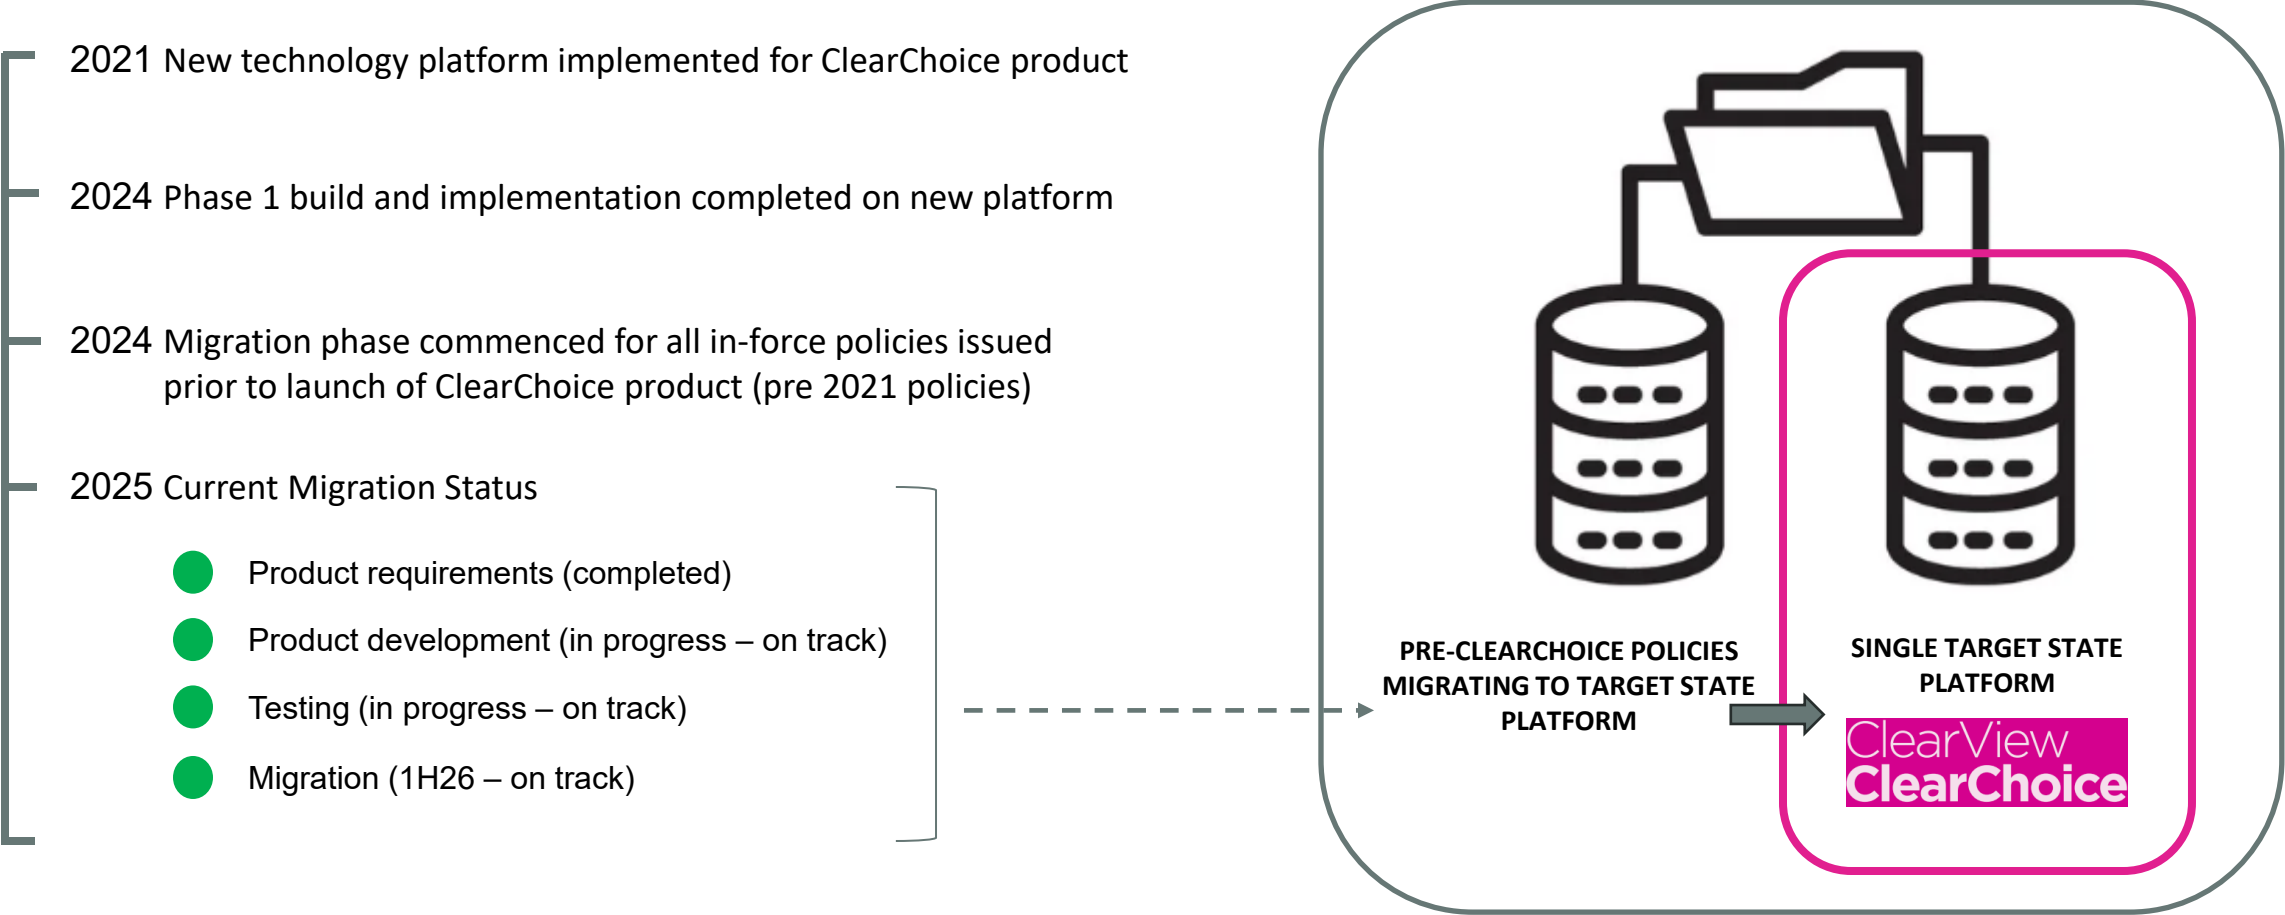 2021 New technology platform implemented for ClearChoice product
2024 Phase 1 build and implementation completed on new platform
2024 Migration phase commenced for all in-force policies issued
prior to launch of ClearChoice product (pre 2021 policies)
2025 Current Migration Status
Product requirements (completed)
Product development (in progress – on track)
Testing (in progress – on track)
Migration (1H26 – on track)
PRE-CLEARCHOICE POLICIES
MIGRATING TO TARGET STATE
PLATFORM
SINGLE TARGET STATE
PLATFORM
ClearView
ClearChoice